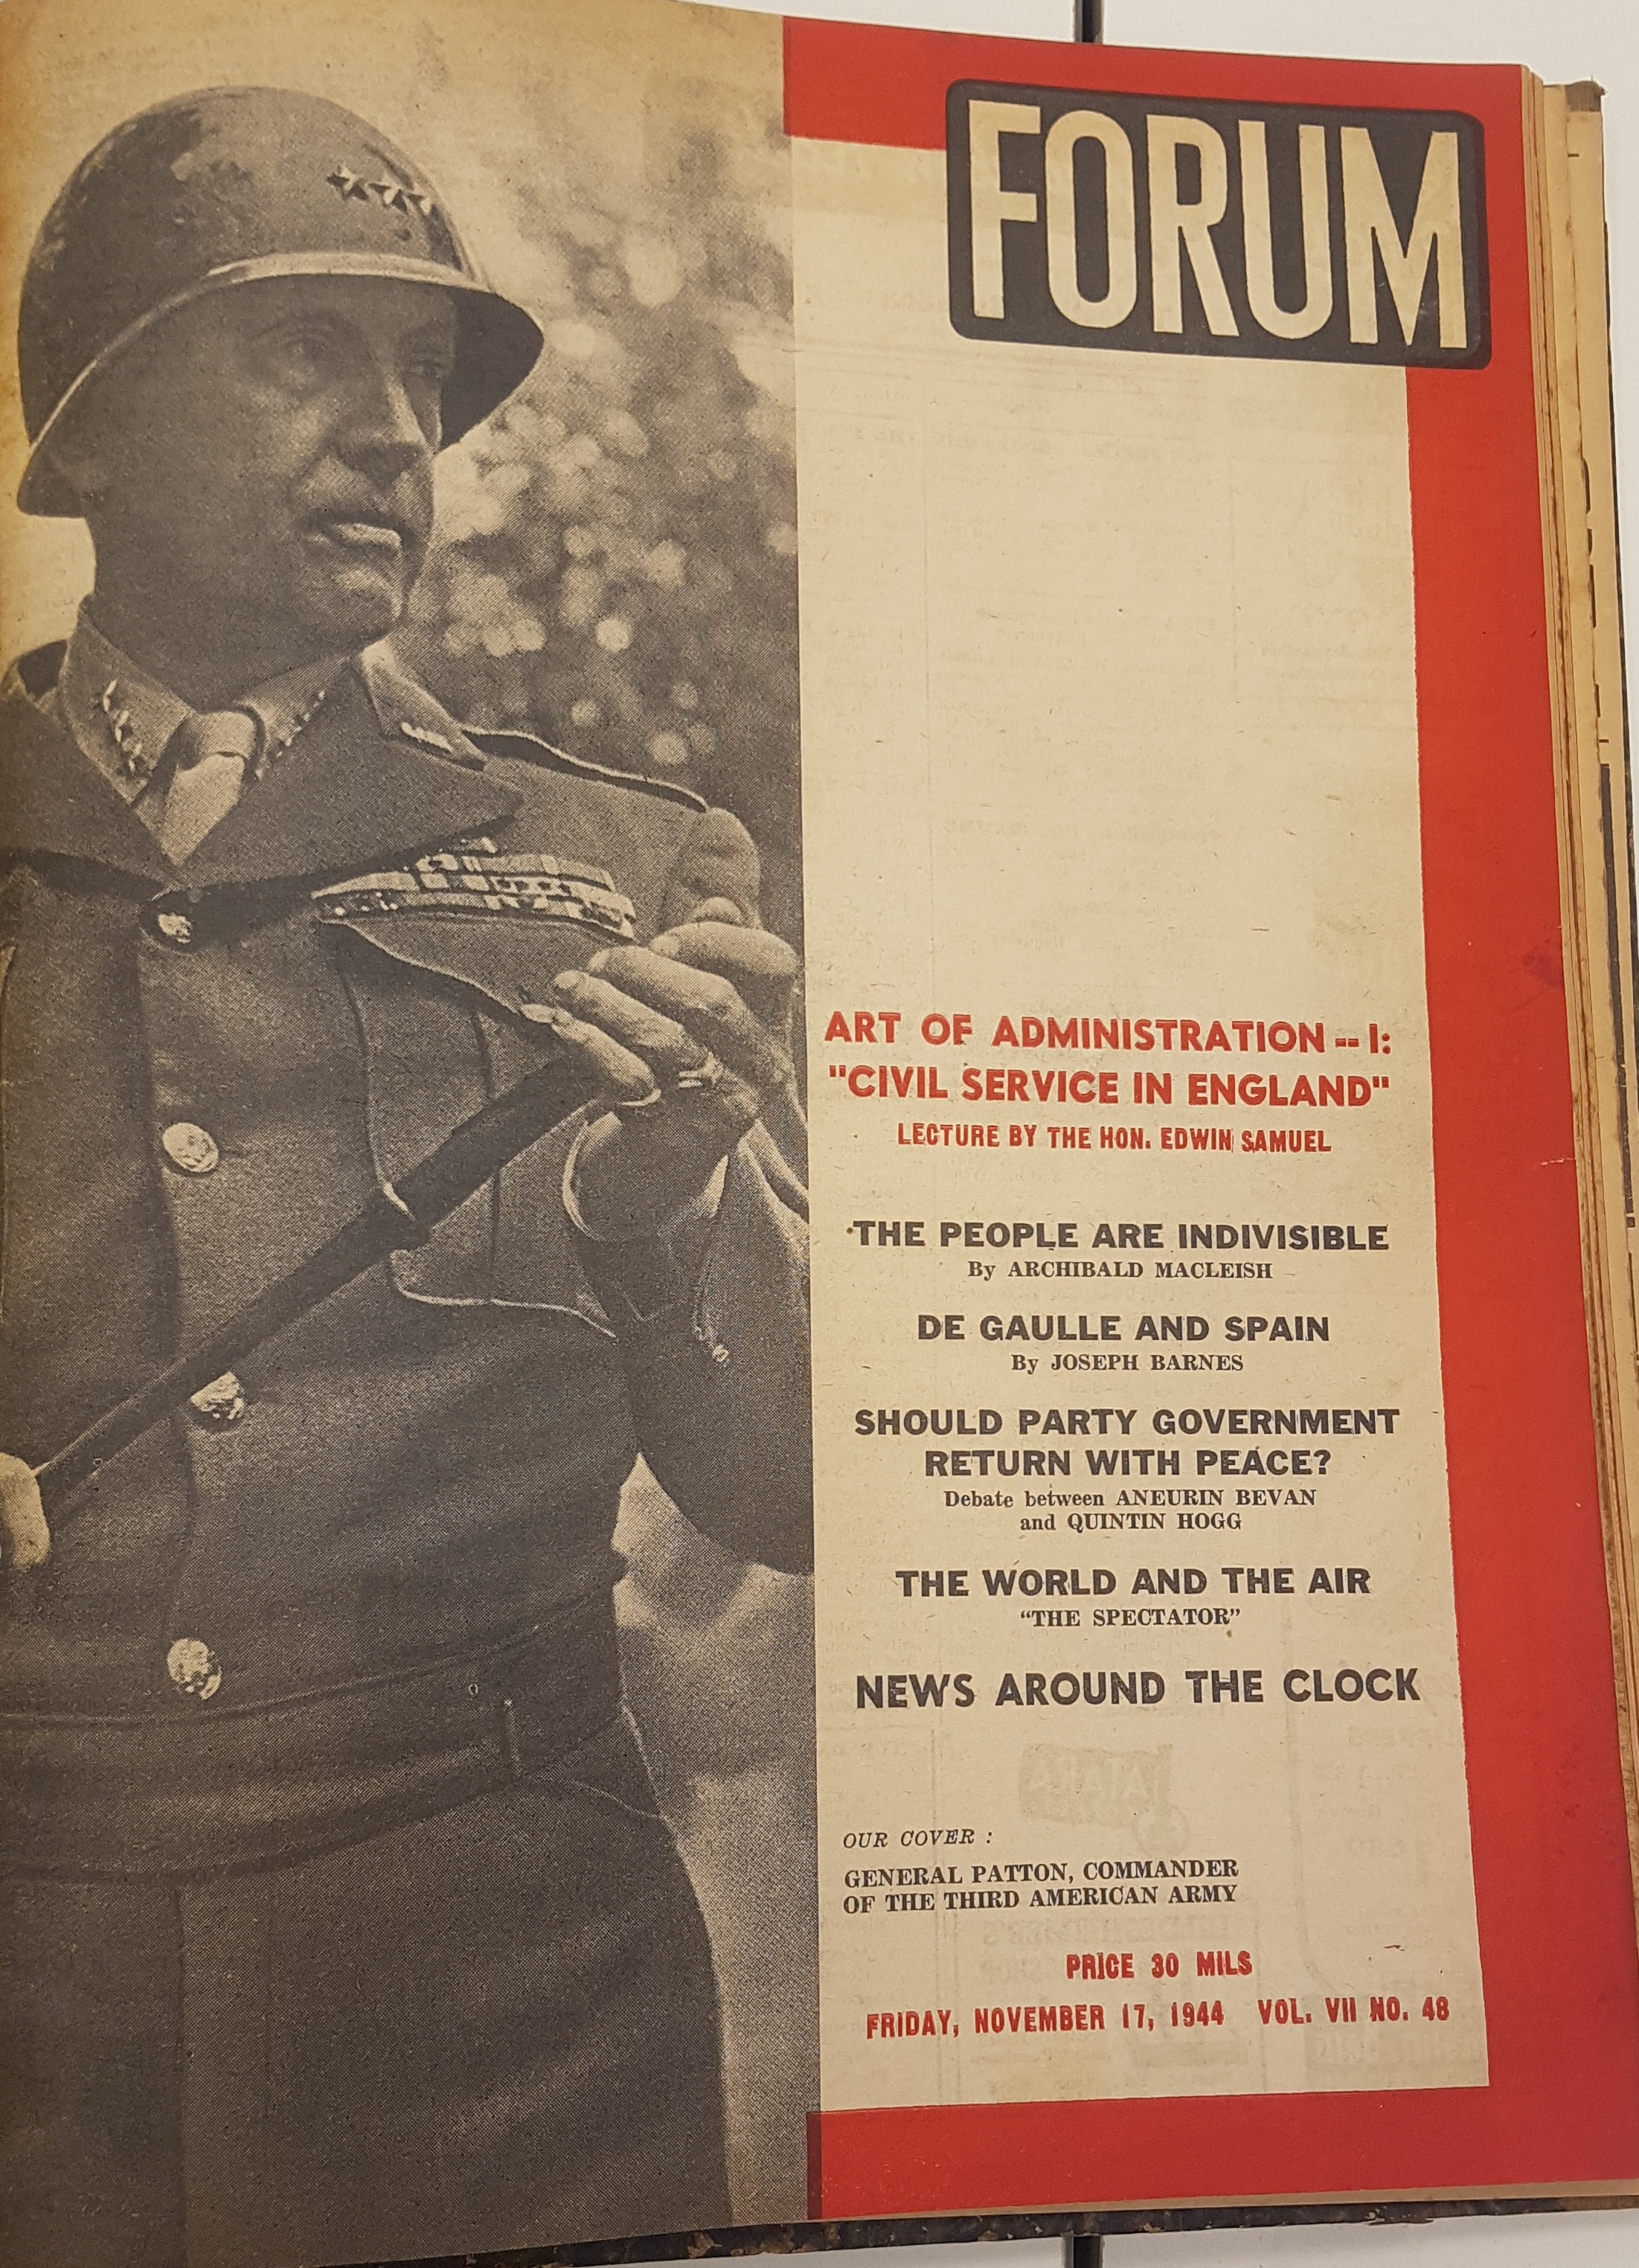 FORUM
ART OF ADMINISTRATION -- I:
"CIVIL SERVICE IN ENGLAND"
LECTURE BY THE HON. EDWIN SAMUEL
THE PEOPLE ARE INDIVISIBLE
By ARCHIBALD MACLEISH
DE GAULLE AND SPAIN
By JOSEPH BARNES
SHOULD PARTY GOVERNMENT
RETURN WITH PEACE?
Debate between ANEURIN BEVAN
and QUINTIN HOGG
THE WORLD AND THE AIR
“THE SPECTATOR”
NEWS AROUND THE CLOCK
OUR COVER :
GENERAL PATTON, COMMANDER
OF THE THIRD AMERICAN ARMY
PRICE 30 MILS
FRIDAY, NOVEMBER 17, 1944 VOL. VII NO. 48